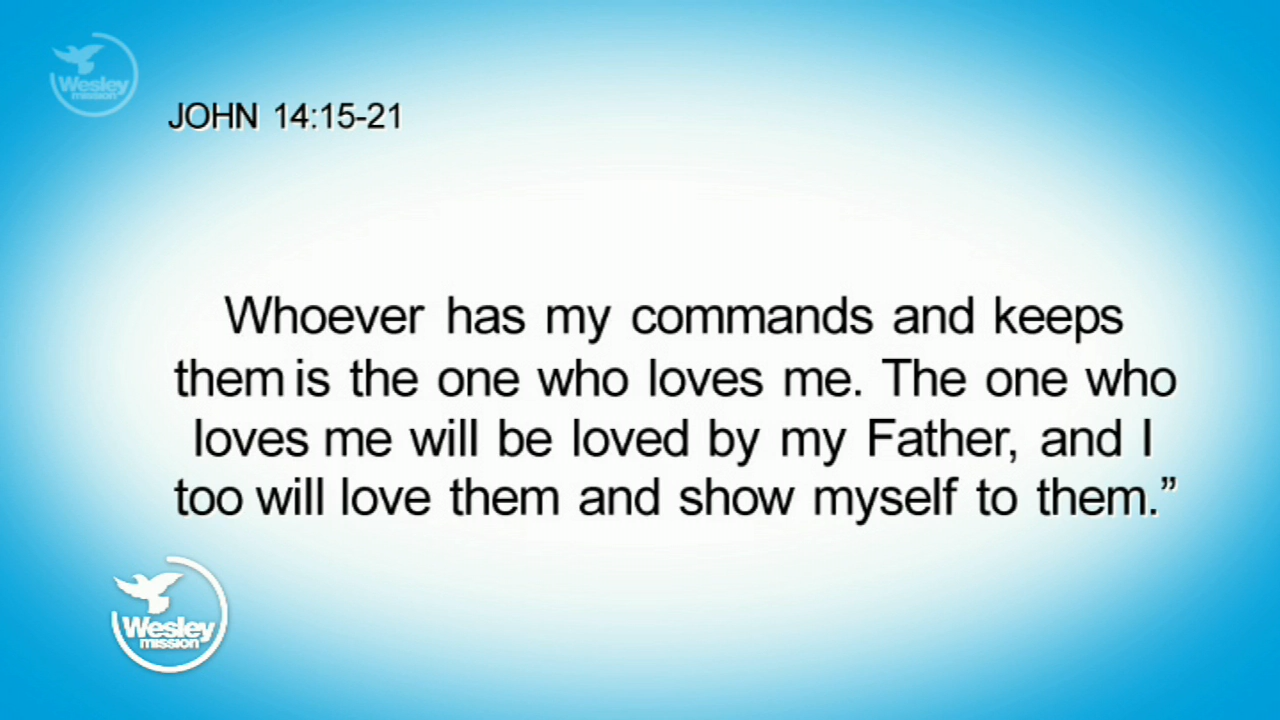 Wesley
mission
JOHN 14:15-21
Whoever has my commands and keeps
them is the one who loves me. The one who
loves me will be loved by my Father, and I
too will love them and show myself to them.”
Wesley
mission